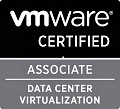 vmware®
CERTIFIED
ASSOCIATE
DATA CENTER
VIRTUALIZATION